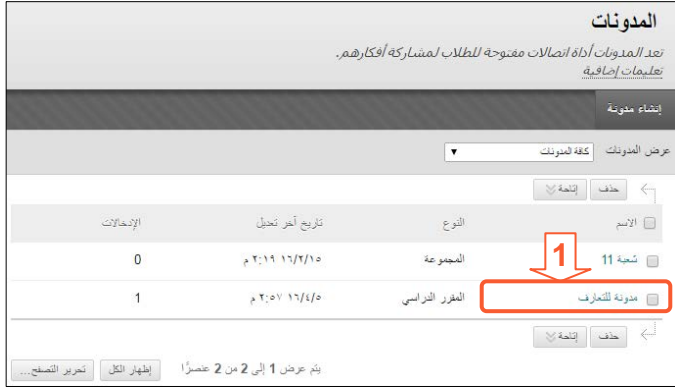 المدونات
تعد المدونات أداة اتصالات مفتوحة للطلاب لمشاركة أفكارهم.
تعليمات إضافية
إنشاء مدونة
عرض المدونات كافة المدونات
حذف إتاحة
الاسم النوع تاريخ آخر تعديل الإدخالات
شعبة 11 المجموعة ١٦/٢/١٥ ٢:١٩ م 0
1
مدونة للتعارف المقرر الدراسي ١٦/٤/٥ ٢:٥٧ م 1
حذف إتاحة
يتم عرض 1 إلى 2 من 2 عنصرًا إظهار الكل تحرير التصفح...